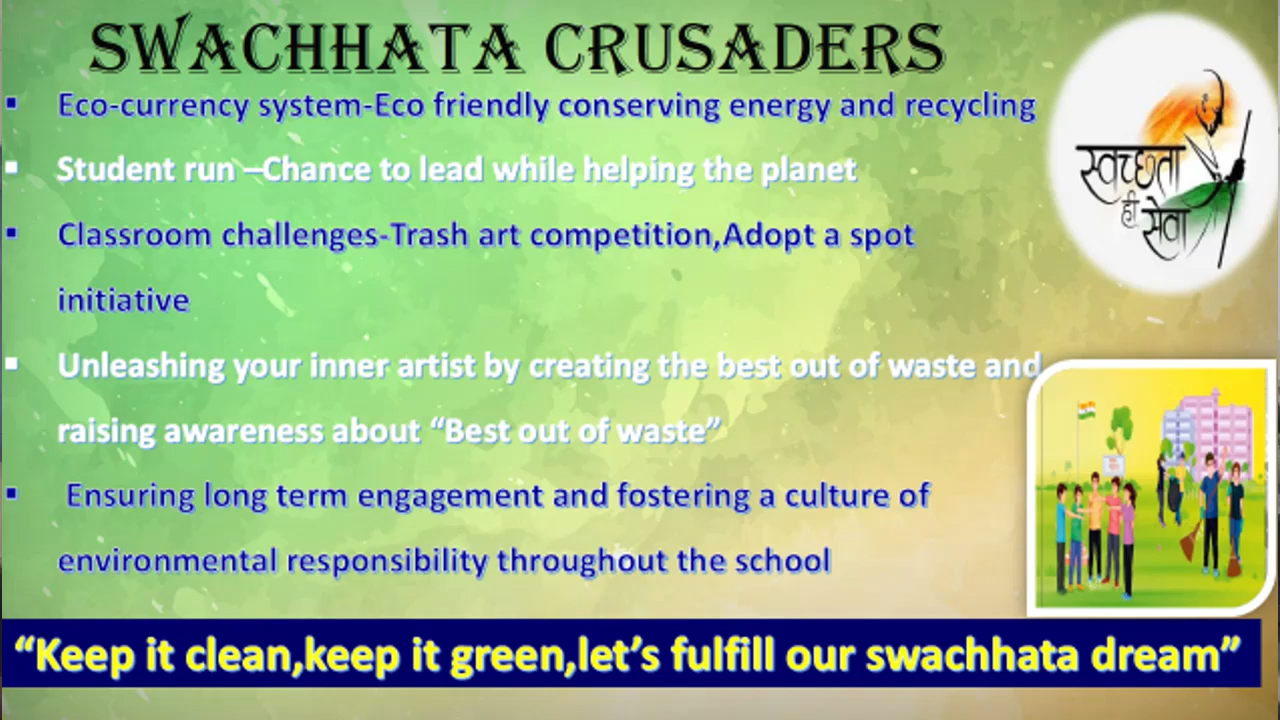 SWACHHATA CRUSADERS
▪ Eco-currency system-Eco friendly conserving energy and recycling
▪ Student run –Chance to lead while helping the planet
▪ Classroom challenges-Trash art competition,Adopt a spot
initiative
▪ Unleashing your inner artist by creating the best out of waste and
raising awareness about “Best out of waste”
▪ Ensuring long term engagement and fostering a culture of
environmental responsibility throughout the school
स्वच्छता
ही
सेवा
“Keep it clean,keep it green,let’s fulfill our swachhata dream”